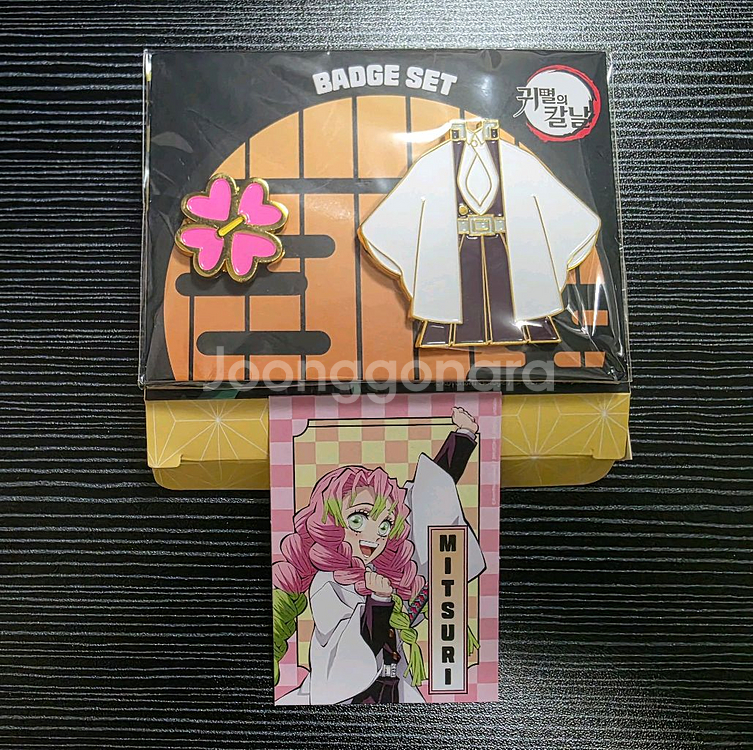 BADGE SET
귀멸의
칼날
Joonggonara
MITSURI